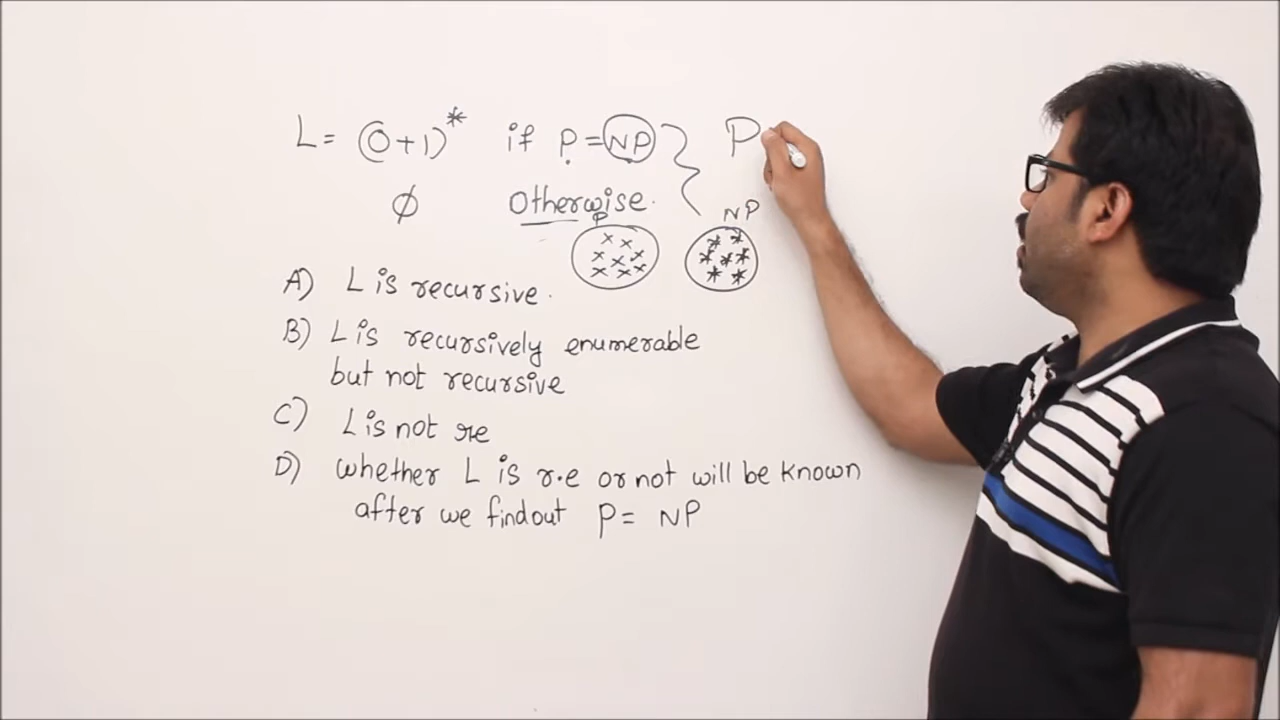 L = (0+1)* if P = NP } P
φ Otherwise.
P NP
A) L is recursive.
B) L is recursively enumerable
but not recursive
C) L is not re
D) whether L is r.e or not will be known
after we findout P = NP